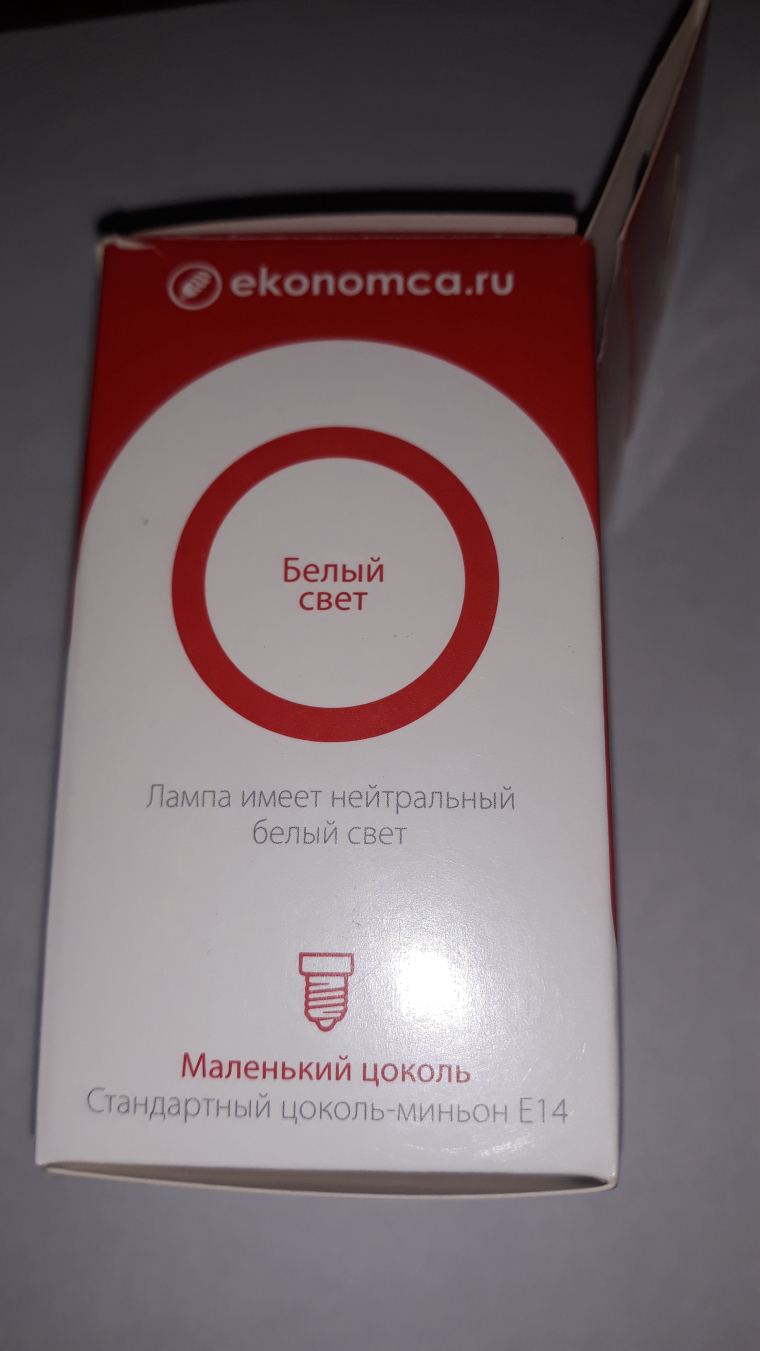 ekonomca.ru
Белый
свет
Лампа имеет нейтральный
белый свет
Маленький цоколь
Стандартный цоколь-миньон E14